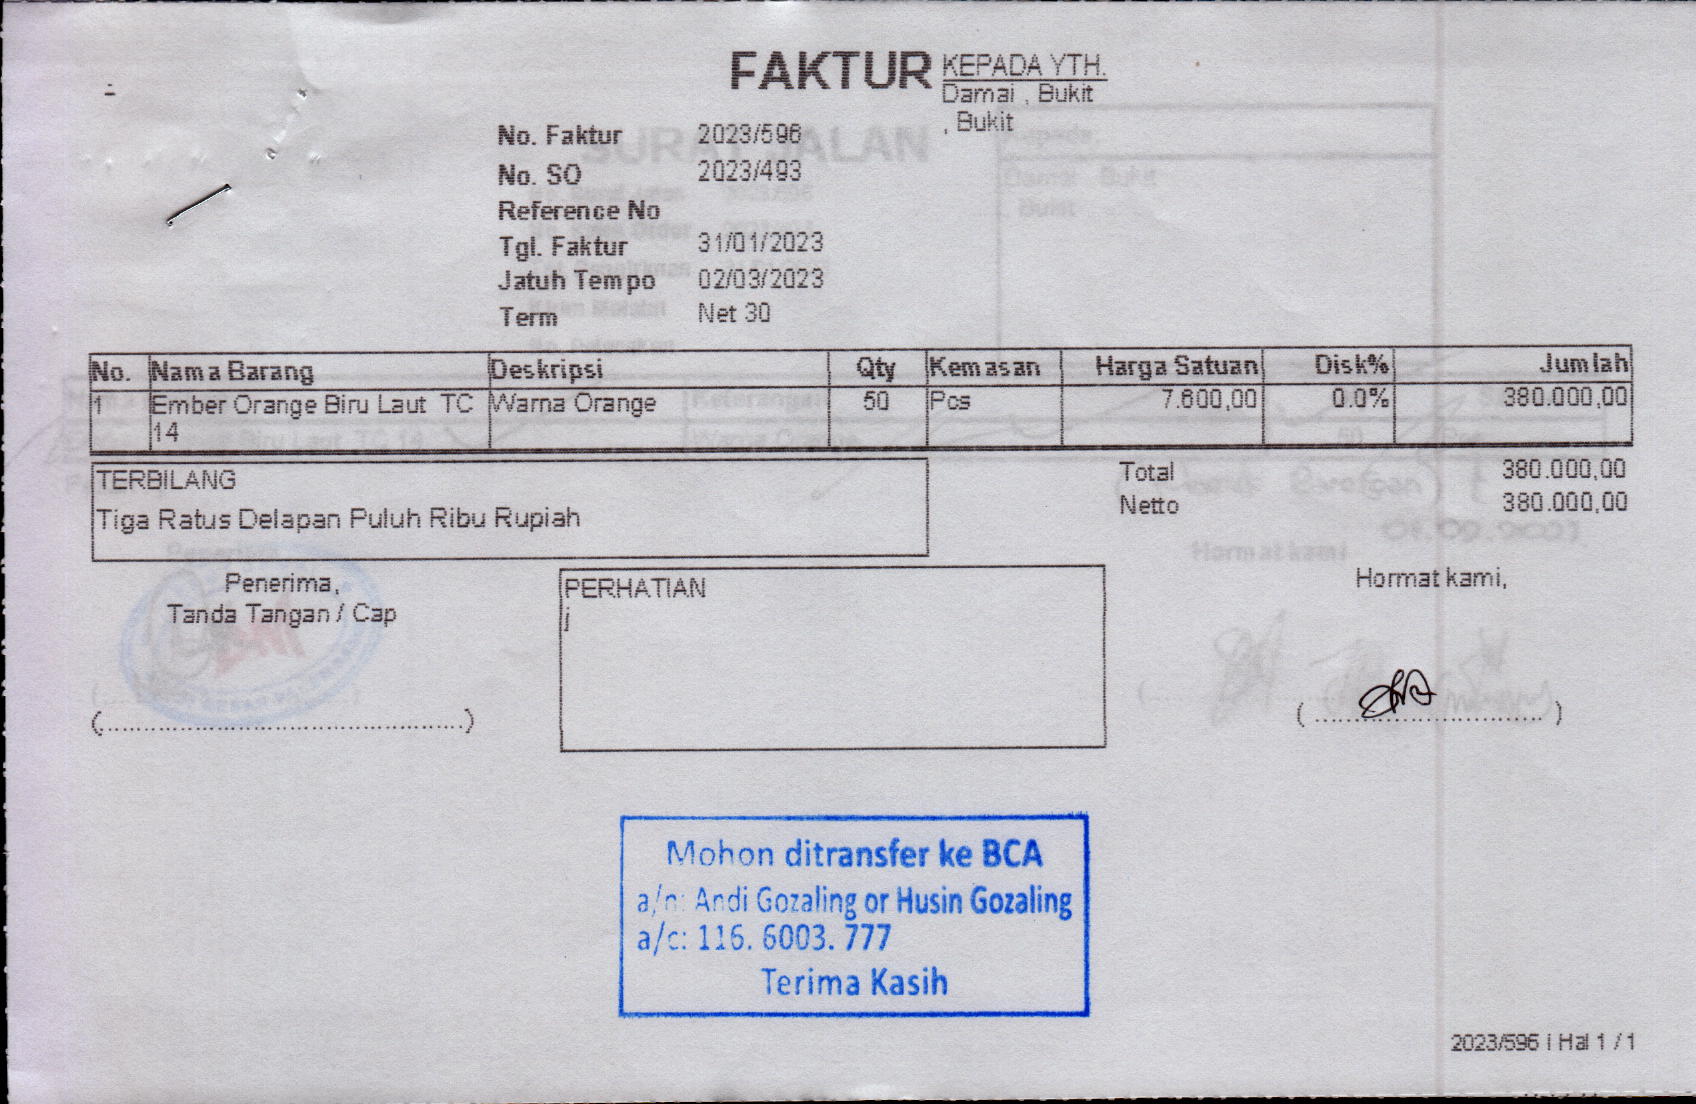 FAKTUR
KEPADA YTH.
Damai , Bukit
, Bukit
No. Faktur 2023/596
No. SO 2023/493
Reference No
Tgl. Faktur 31/01/2023
Jatuh Tempo 02/03/2023
Term Net 30
No. Nama Barang Deskripsi Qty Kemasan Harga Satuan Disk% Jumlah
1 Ember Orange Biru Laut TC Warna Orange 50 Pcs 7.600,00 0.0% 380.000,00
14
TERBILANG
Tiga Ratus Delapan Puluh Ribu Rupiah
Total 380.000,00
Netto 380.000,00
Penerima,
Tanda Tangan / Cap
(..................................................)
PERHATIAN
i
Hormat kami,
( ................................ )
Mohon ditransfer ke BCA
a/n: Andi Gozaling or Husin Gozaling
a/c: 116. 6003. 777
Terima Kasih
2023/596 i Hal 1 / 1